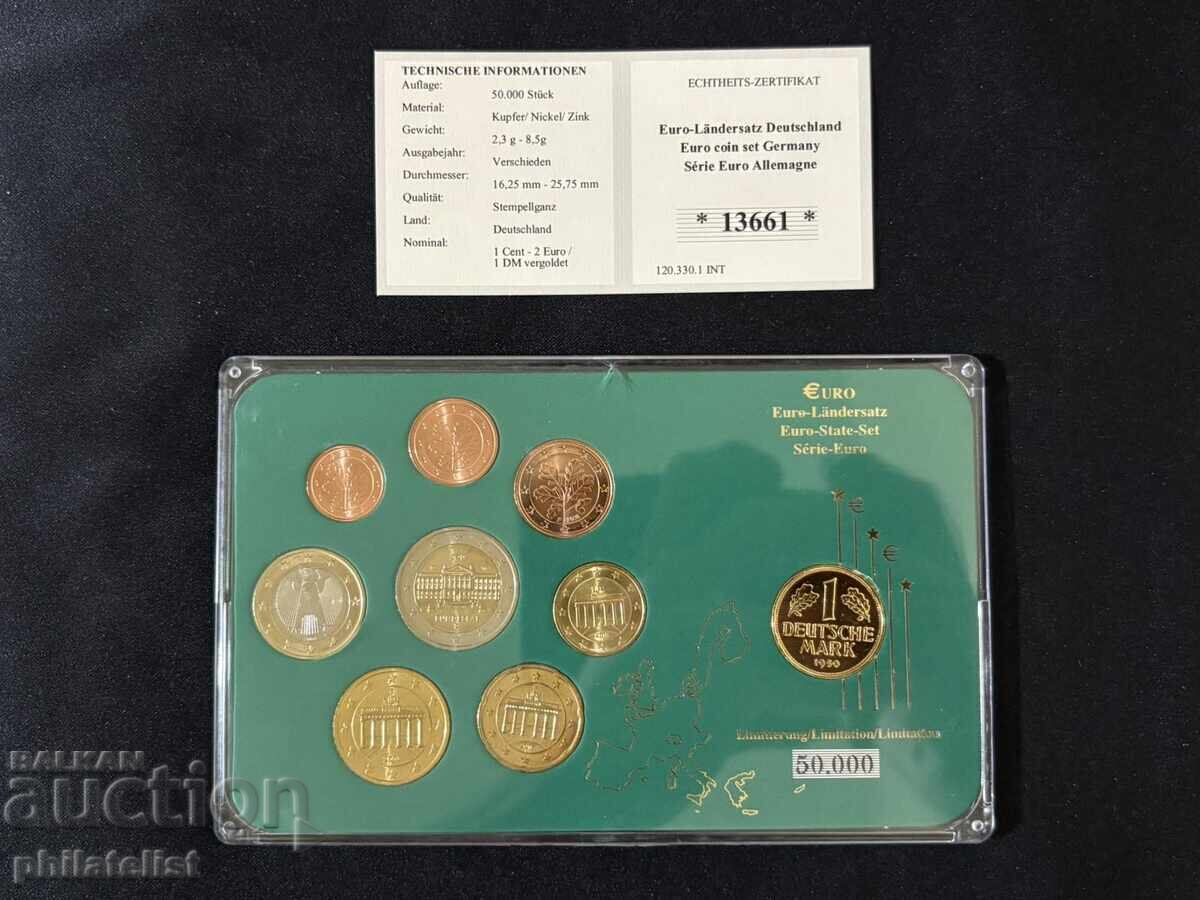 TECHNISCHE INFORMATIONEN
Auflage:
50.000 Stück
Material:
Kupfer/ Nickel/ Zink
Gewicht:
2,3 g - 8,5g
Ausgabejahr:
Verschieden
Durchmesser:
16,25 mm - 25,75 mm
Qualität:
Stempellganz
Land:
Deutschland
Nominal:
1 Cent - 2 Euro /
1 DM vergoldet
ECHTHEITS-ZERTIFIKAT
Euro-Ländersatz Deutschland
Euro coin set Germany
Série Euro Allemagne
* 13661 *
120.330.1 INT
€URO
Euro-Ländersatz
Euro-State-Set
Série-Euro
€
€
1
DEUTSCHE
MARK
1950
Limitierung/Limitation/Limitations
50.000
BALKAN
auction
philatelist